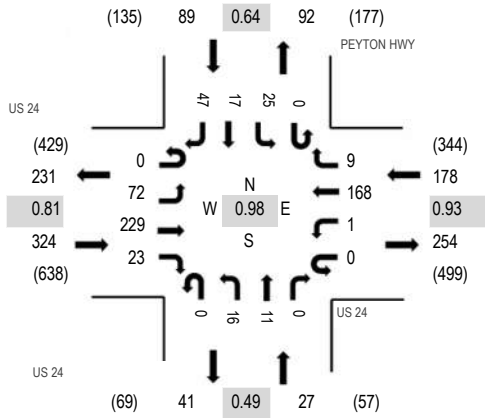 (135) 89 0.64 92 (177)
PEYTON HWY
US 24
47 17 25 0
(429) (344)
0 9
231 178
72 168
N
0.81 W 0.98 E 0.93
229 1
S
324 254
23 0
(638) (499)
0 16 11 0
US 24
US 24
(69) 41 0.49 27 (57)